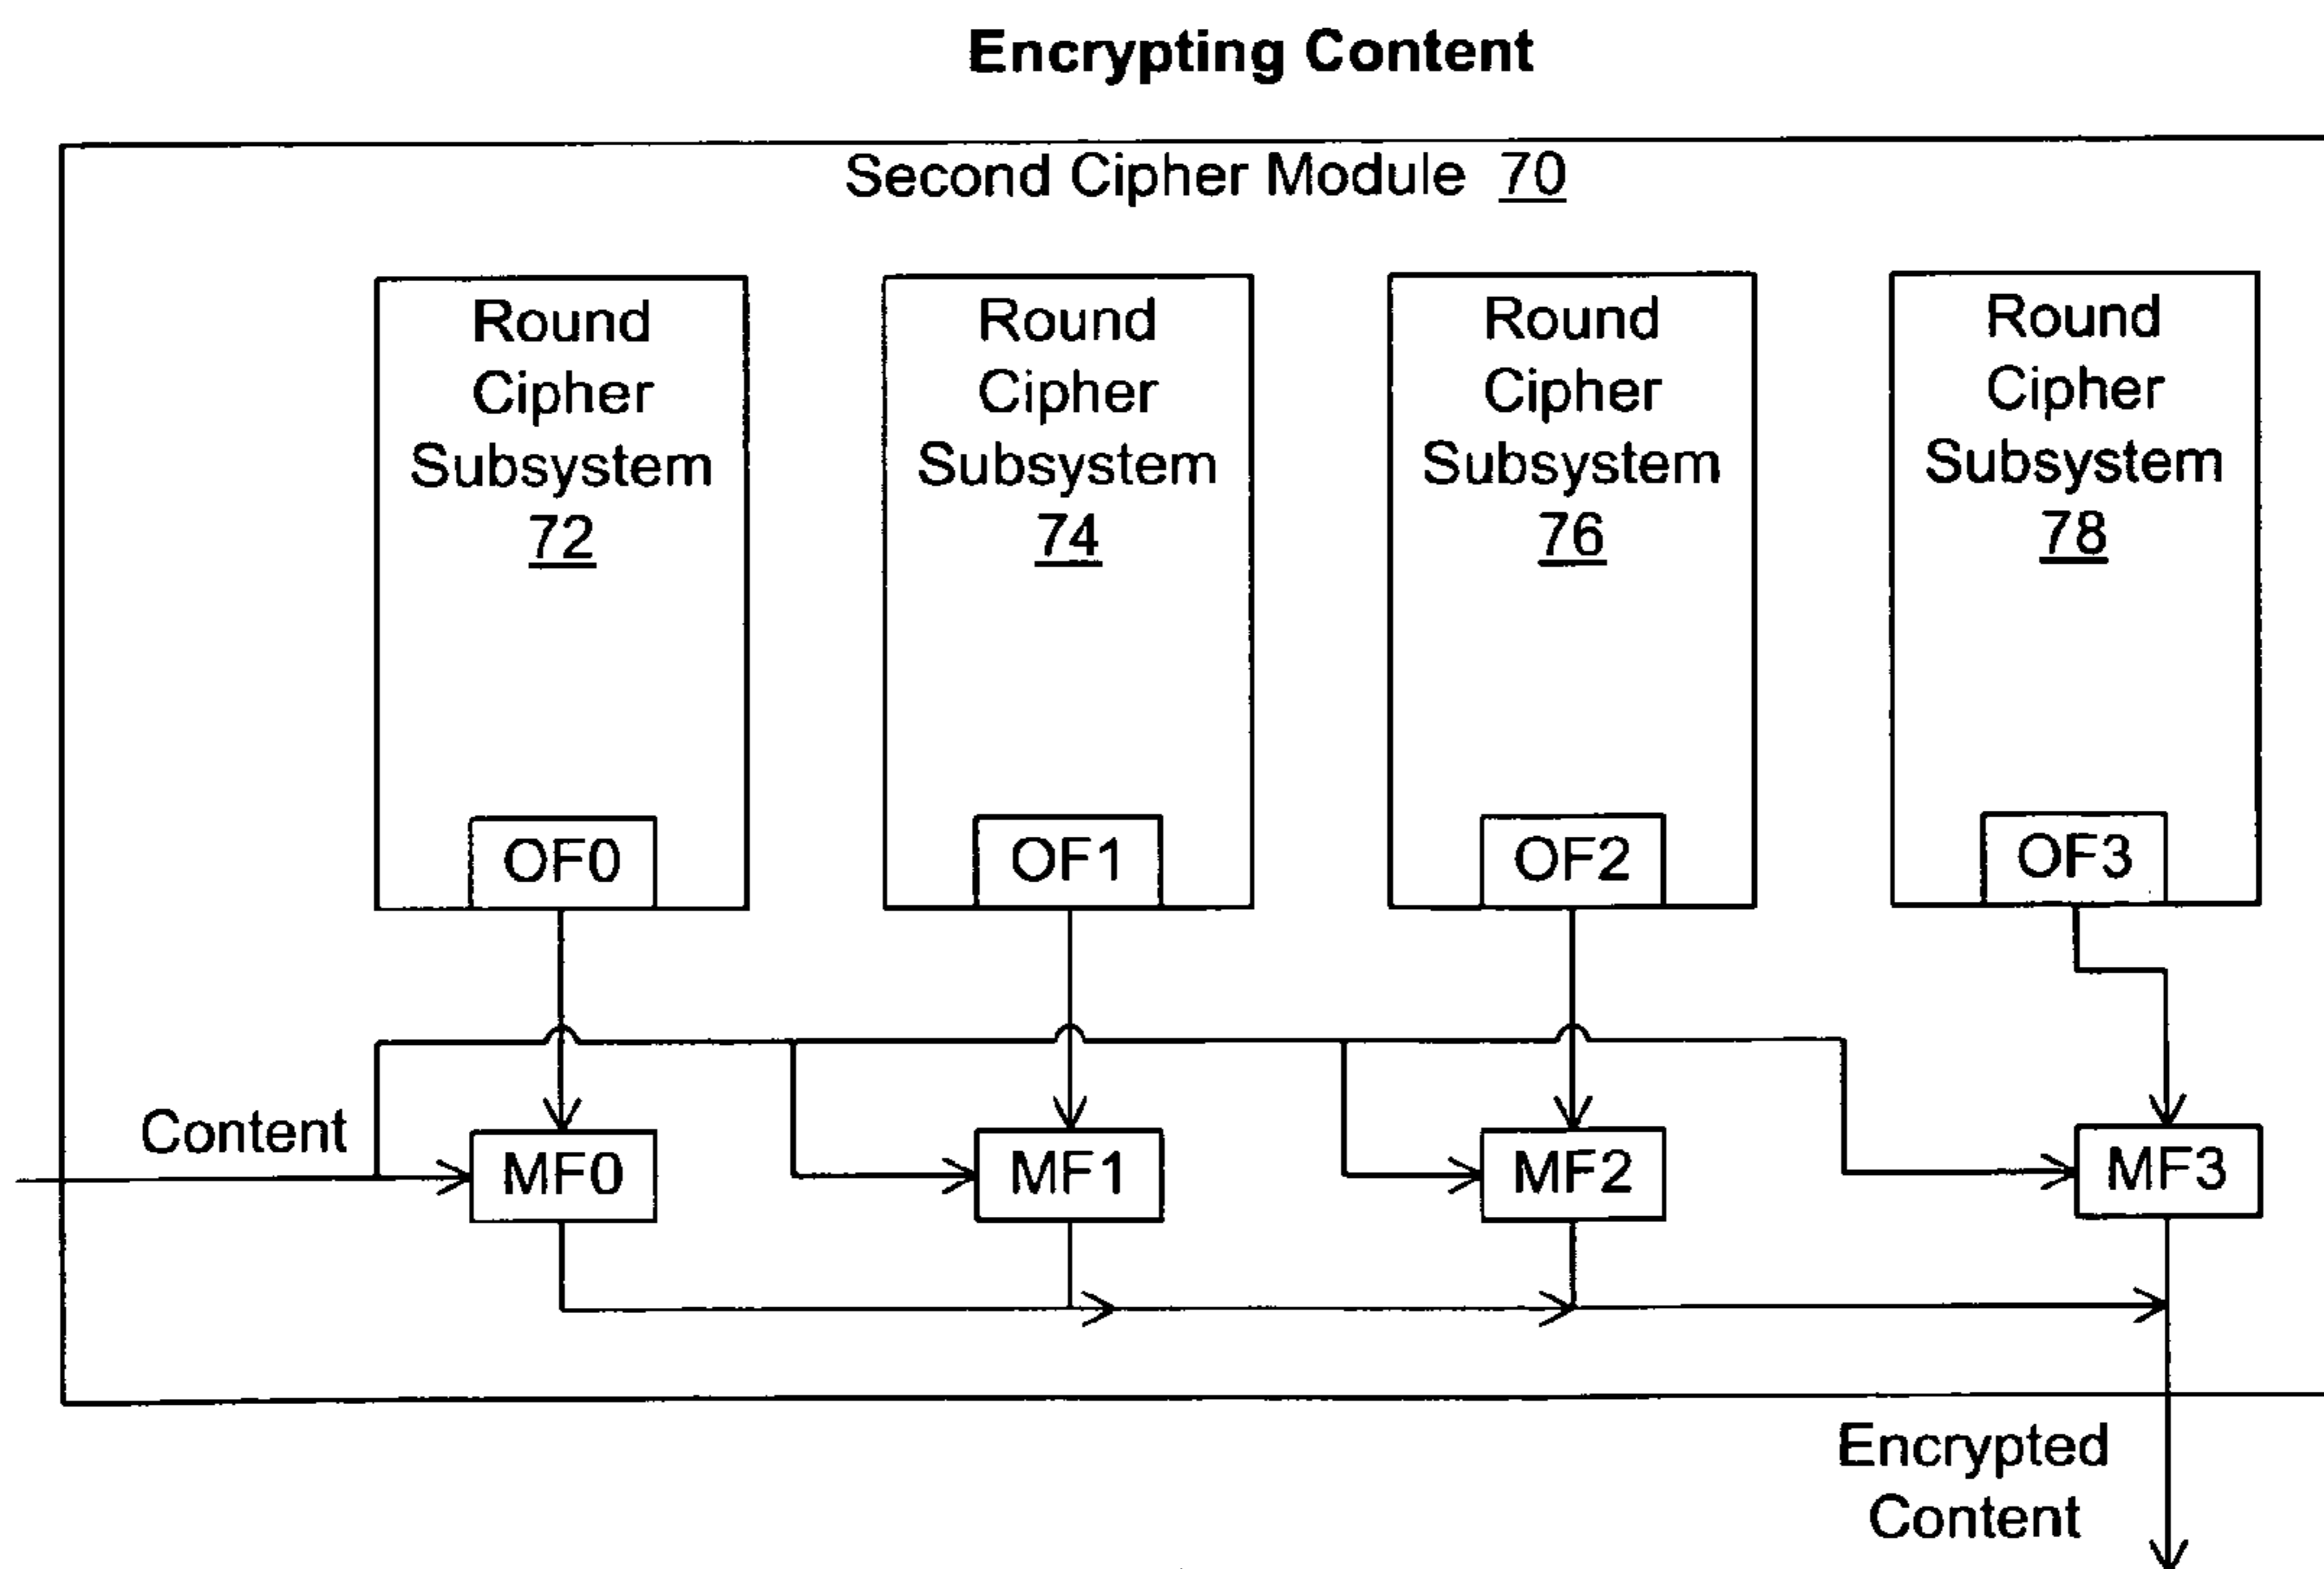 Encrypting Content
Second Cipher Module 70
Round
Cipher
Subsystem
72
Round
Cipher
Subsystem
74
Round
Cipher
Subsystem
76
Round
Cipher
Subsystem
78
OF0
OF1
OF2
OF3
Content
MF0
MF1
MF2
MF3
Encrypted
Content